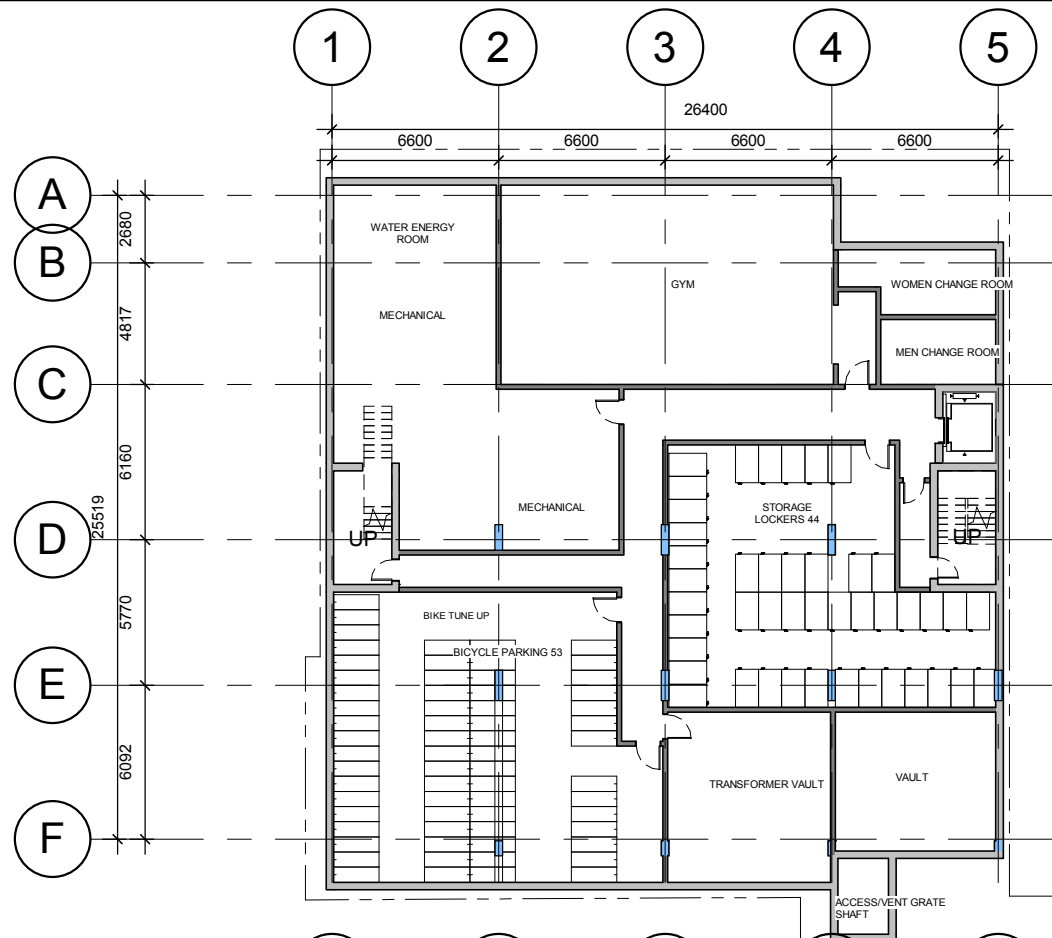 1 2 3 4 5
26400
6600 6600 6600 6600
A
2680
B
4817
C
6160
25519
D
5770
E
6092
F
WATER ENERGY
ROOM
MECHANICAL
GYM
WOMEN CHANGE ROOM
MEN CHANGE ROOM
MECHANICAL
STORAGE
LOCKERS 44
UP
UP
BIKE TUNE UP
BICYCLE PARKING 53
TRANSFORMER VAULT
VAULT
ACCESS/VENT GRATE
SHAFT